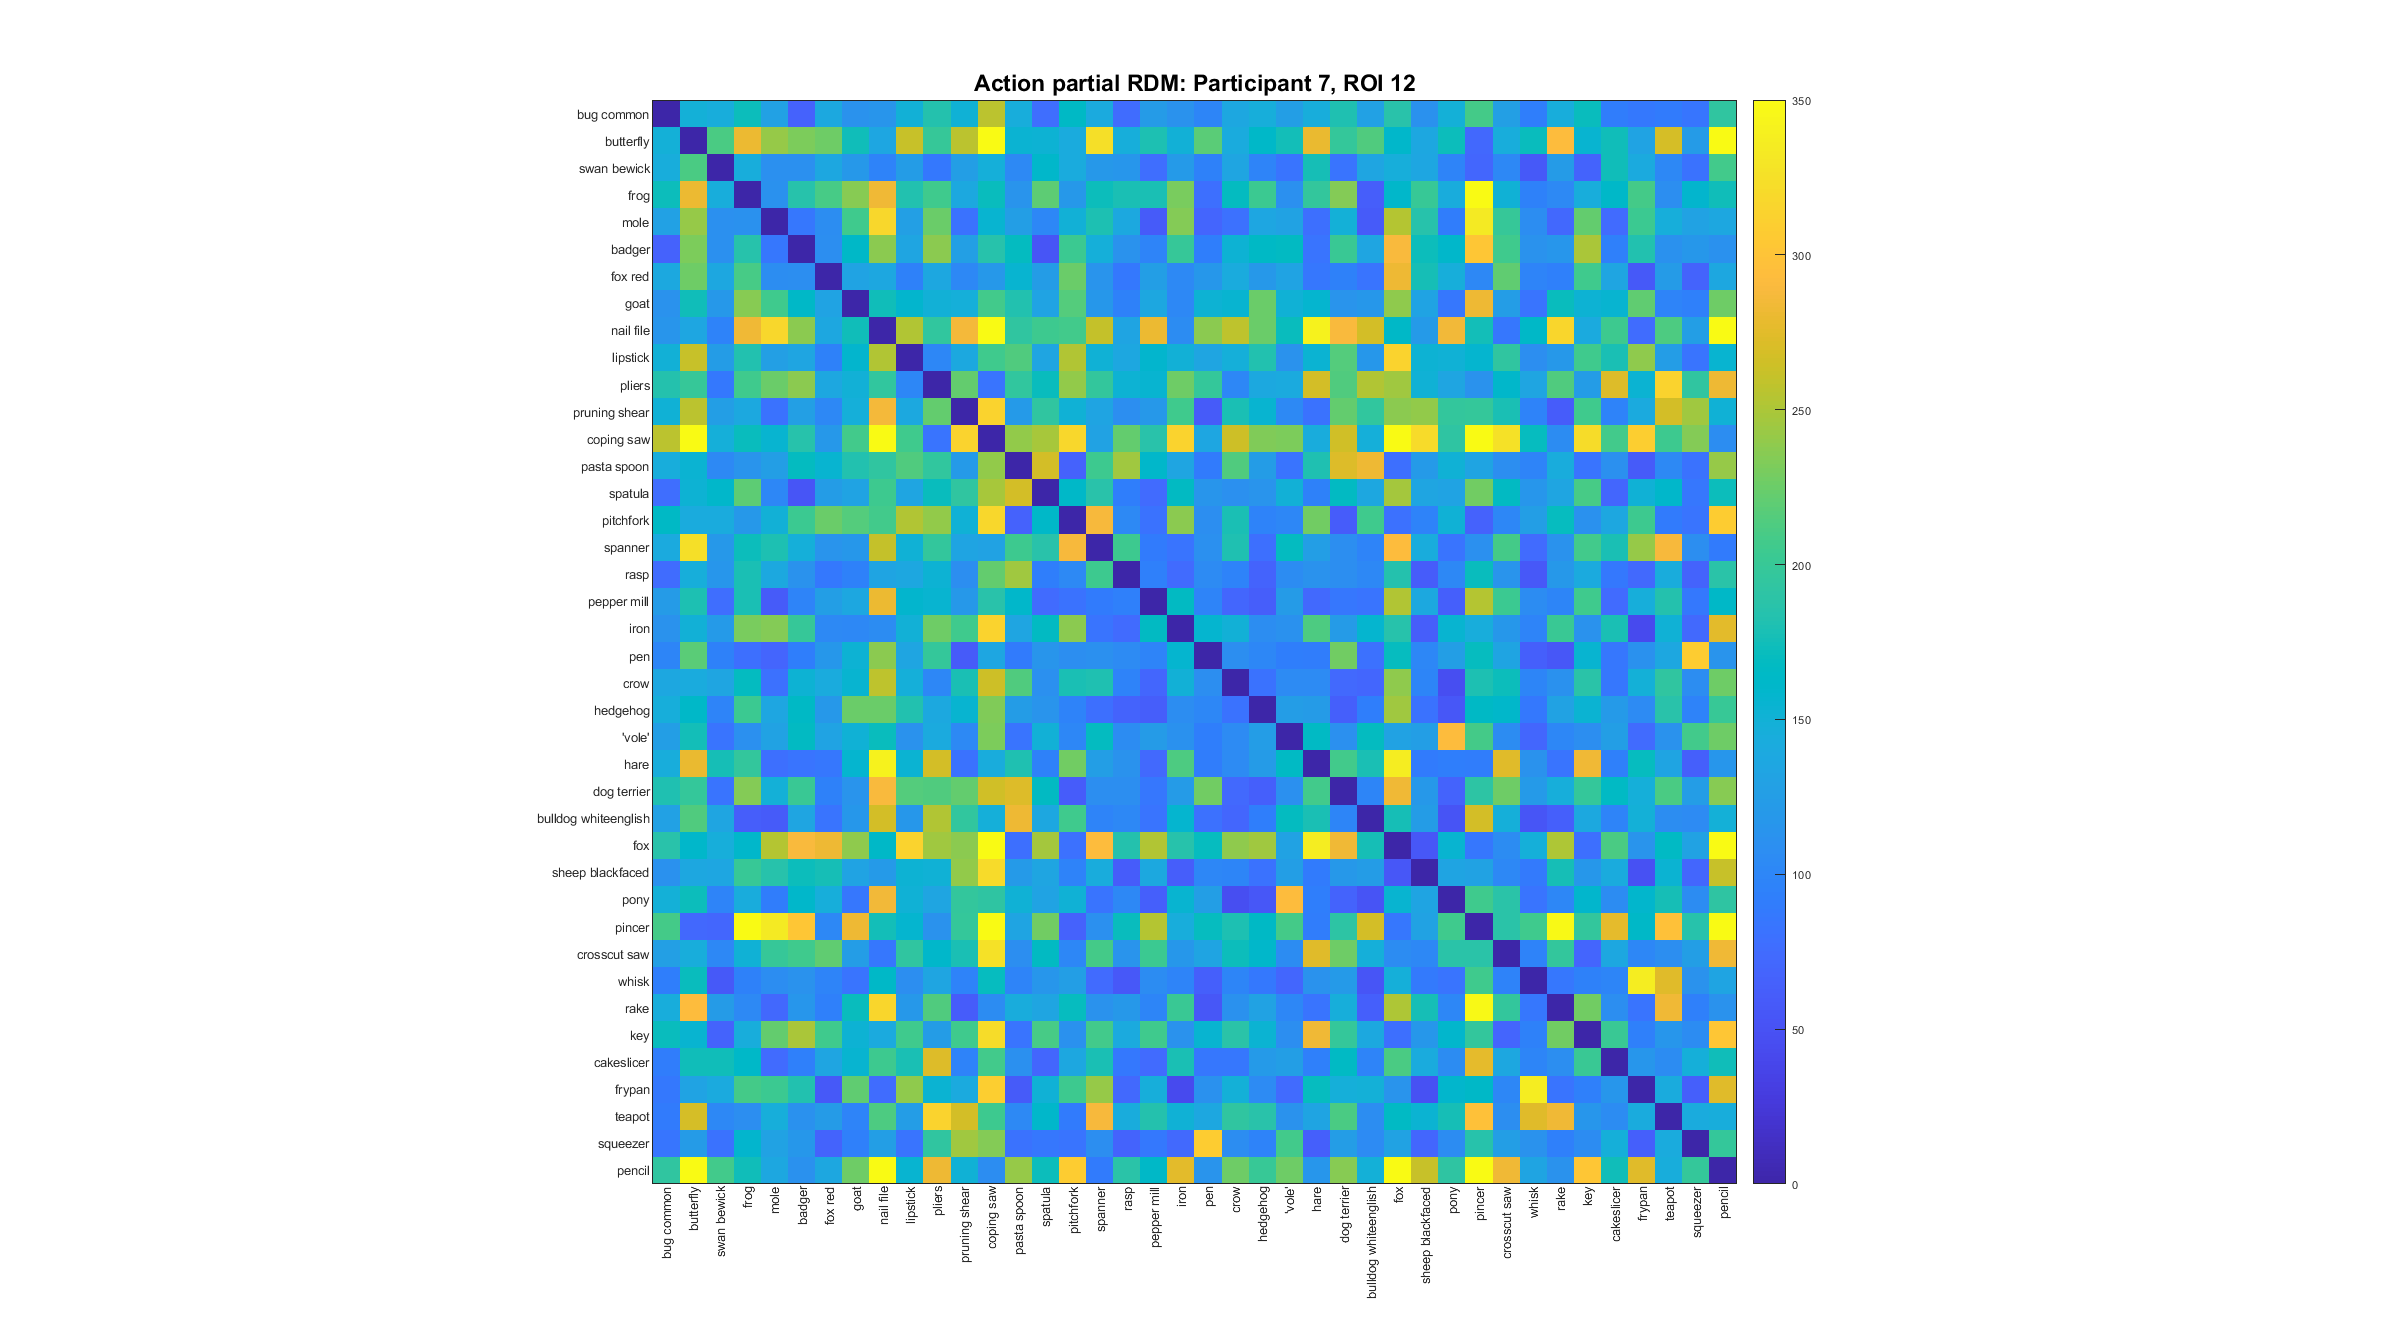 Action partial RDM: Participant 7, ROI 12
bug common
butterfly
swan bewick
frog
mole
badger
fox red
goat
nail file
lipstick
pliers
pruning shear
coping saw
pasta spoon
spatula
pitchfork
spanner
rasp
pepper mill
iron
pen
crow
hedgehog
'vole'
hare
dog terrier
bulldog whiteenglish
fox
sheep blackfaced
pony
pincer
crosscut saw
whisk
rake
key
cakeslicer
frypan
teapot
squeezer
pencil
bug common
butterfly
swan bewick
frog
mole
badger
fox red
goat
nail file
lipstick
pliers
pruning shear
coping saw
pasta spoon
spatula
pitchfork
spanner
rasp
pepper mill
iron
pen
crow
hedgehog
'vole'
hare
dog terrier
bulldog whiteenglish
fox
sheep blackfaced
pony
pincer
crosscut saw
whisk
rake
key
cakeslicer
frypan
teapot
squeezer
pencil
350
300
250
200
150
100
50
0